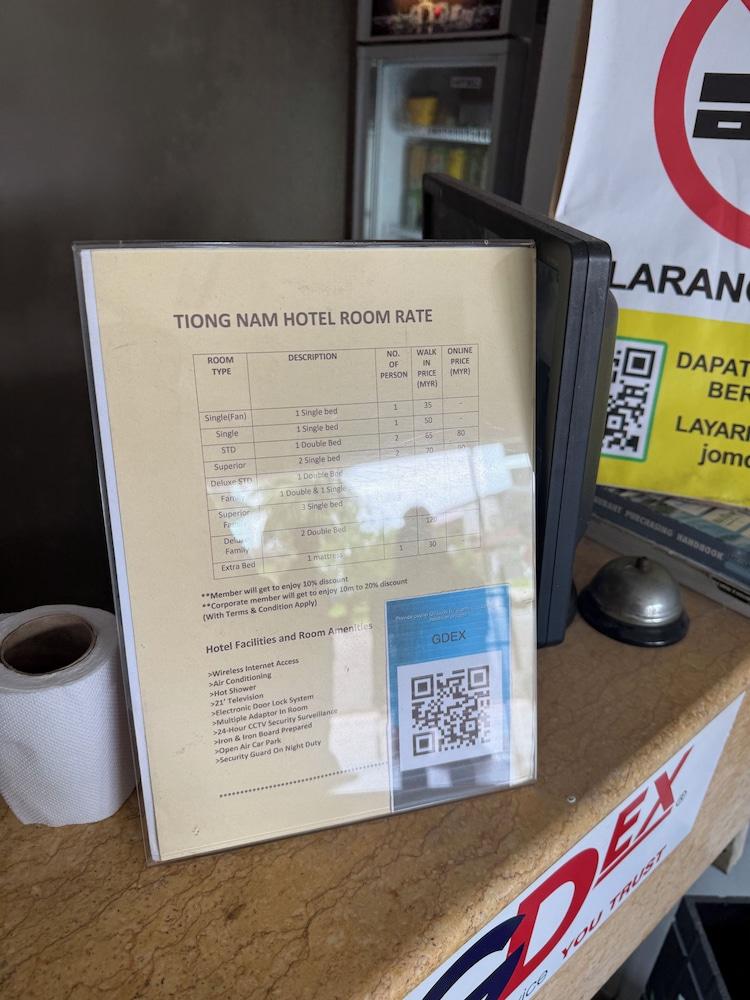 TIONG NAM HOTEL ROOM RATE
ROOM TYPE DESCRIPTION NO. OF PERSON WALK IN PRICE (MYR) ONLINE PRICE (MYR)
Single(Fan) 1 Single bed 1 35 -
Single 1 Single bed 1 50 -
STD 1 Double Bed 2 65 80
Superior 2 Single bed 2 70
Deluxe STD 1 Double Bed
Family 1 Double & 1 Single
Superior 3 Single bed
Family 2 Double Bed 120
Extra Bed 1 mattress 1 30
**Member will get to enjoy 10% discount
**Corporate member will get to enjoy 10m to 20% discount
(With Terms & Condition Apply)
Hotel Facilities and Room Amenities
>Wireless Internet Access
>Air Conditioning
>Hot Shower
>21' Television
>Electronic Door Lock System
>Multiple Adaptor In Room
>24-Hour CCTV Security Surveillance
>Iron & Iron Board Prepared
>Open Air Car Park
>Security Guard On Night Duty
GDEX
LARANG
DAPAT
BER
LAYARI
jomo
PURCHASING HANDBOOK
GDEX®
YOU TRUST